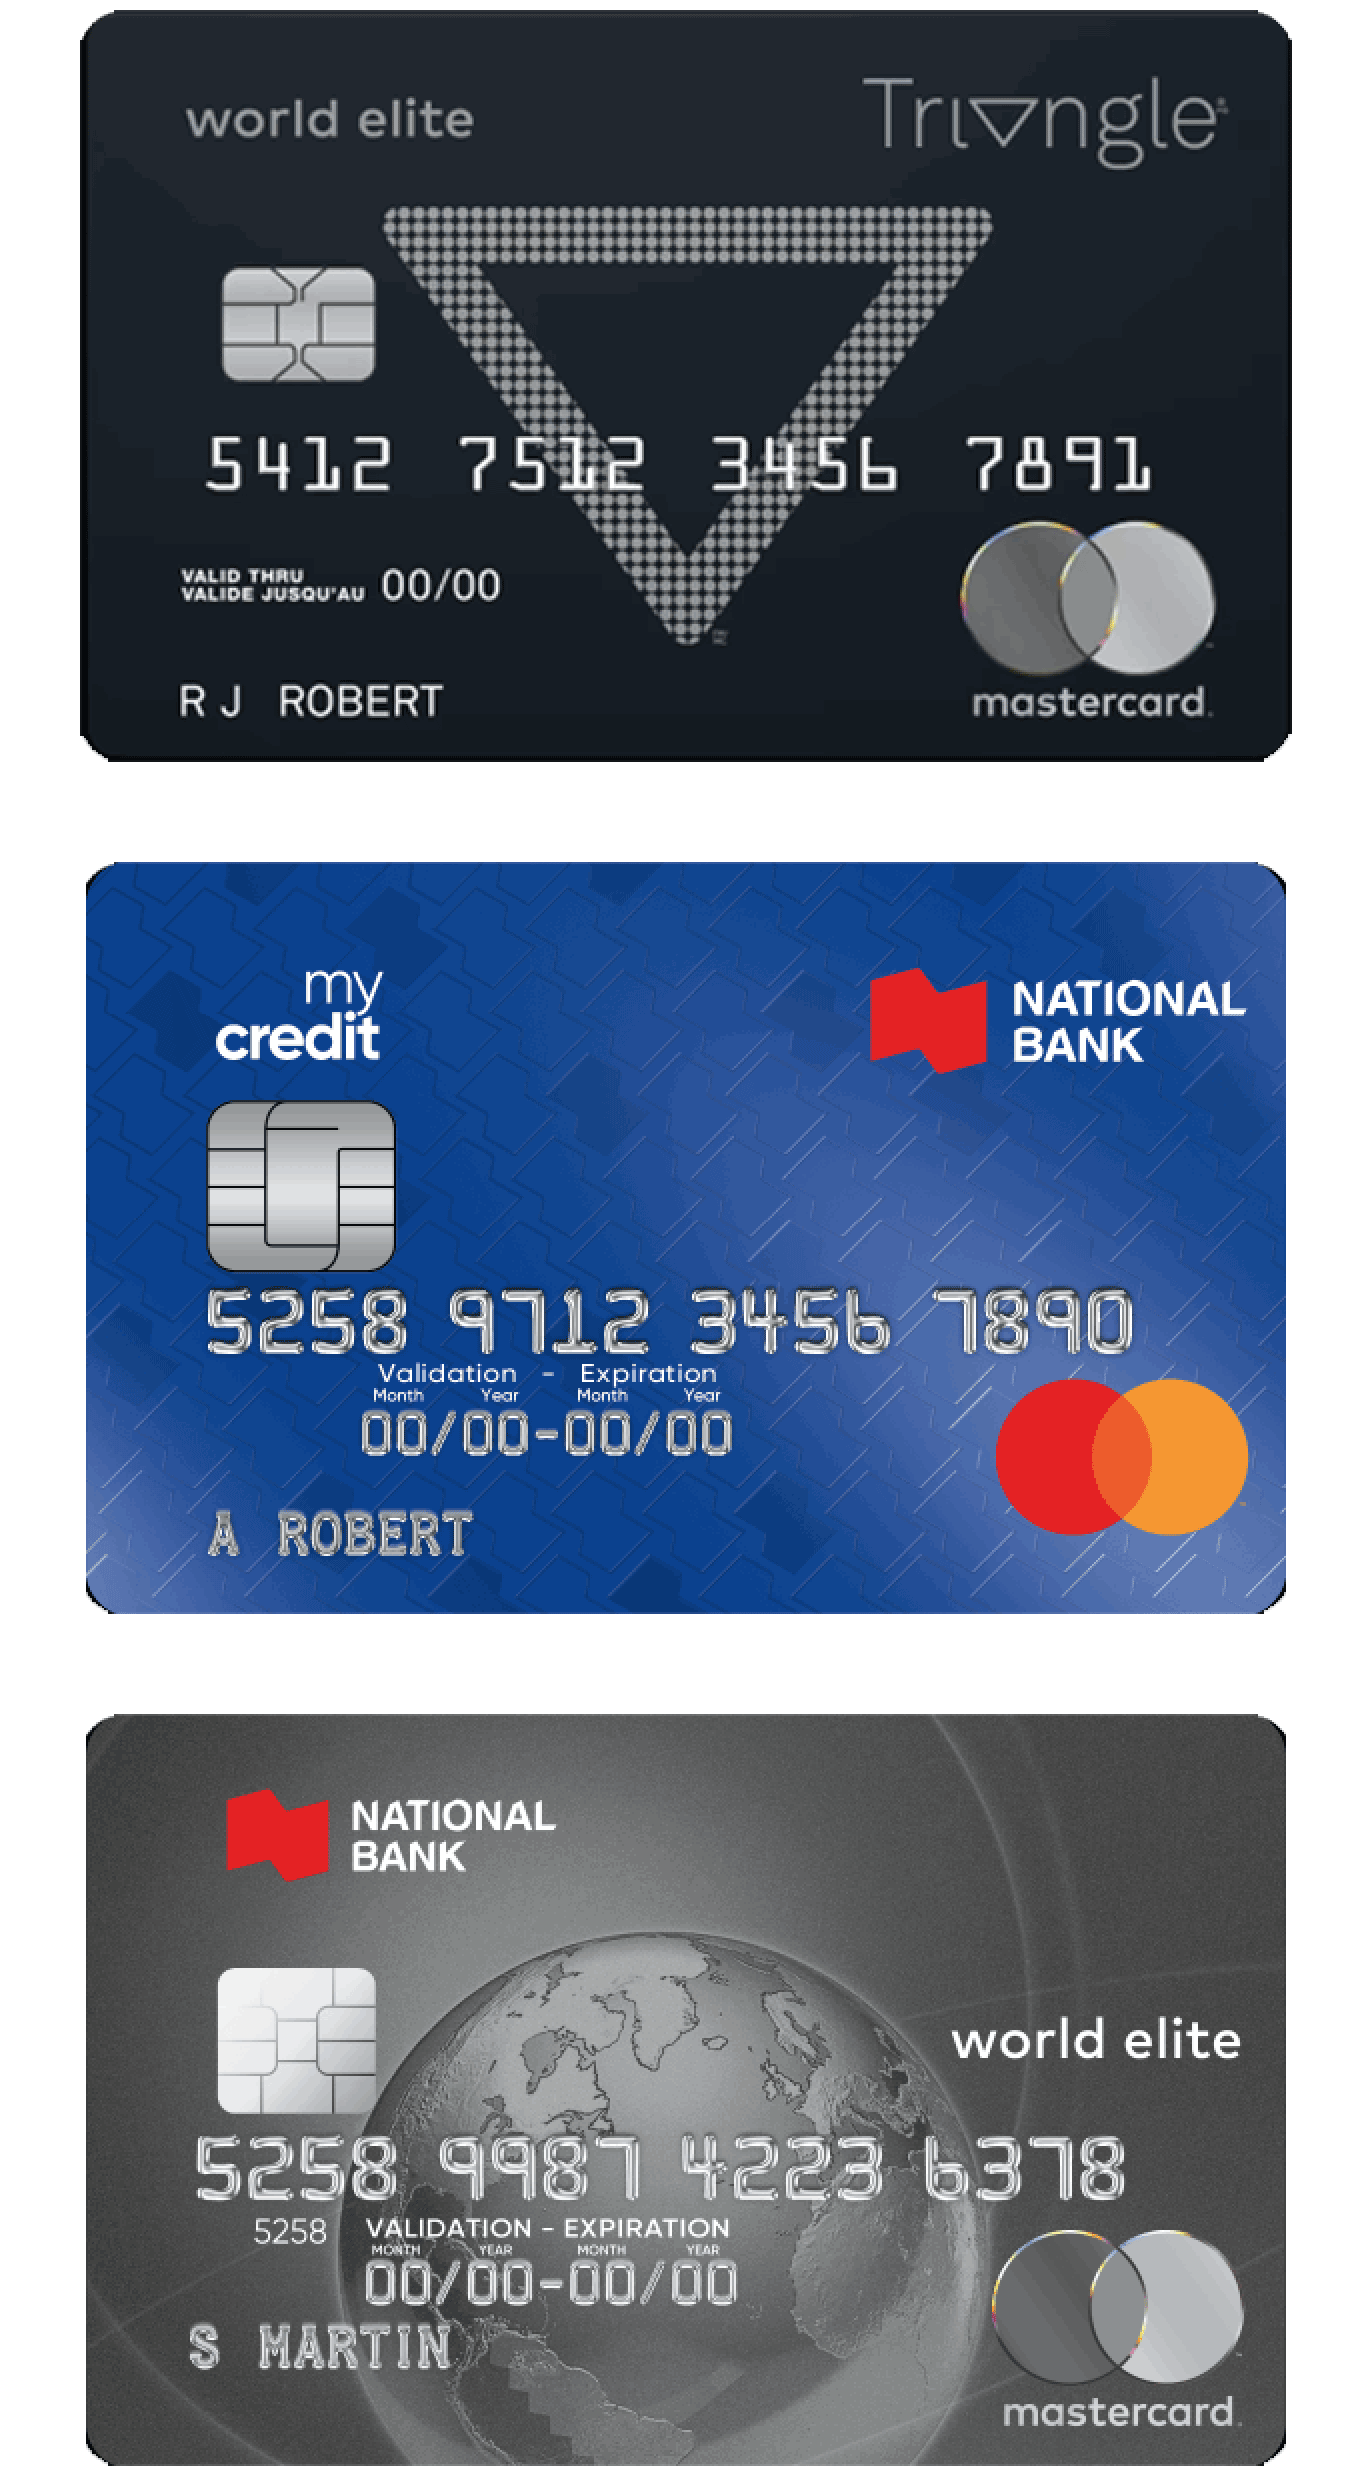 world elite
Triangle
5412 7512 3456 7891
VALID THRU
VALIDE JUSQU'AU 00/00
R J ROBERT
mastercard.
my
credit
NATIONAL
BANK
5258 9712 3456 7890
Validation - Expiration
Month Year Month Year
00/00-00/00
A ROBERT
NATIONAL
BANK
world elite
5258 9987 4223 6378
5258 VALIDATION - EXPIRATION
MONTH YEAR MONTH YEAR
00/00-00/00
S MARTIN
mastercard.